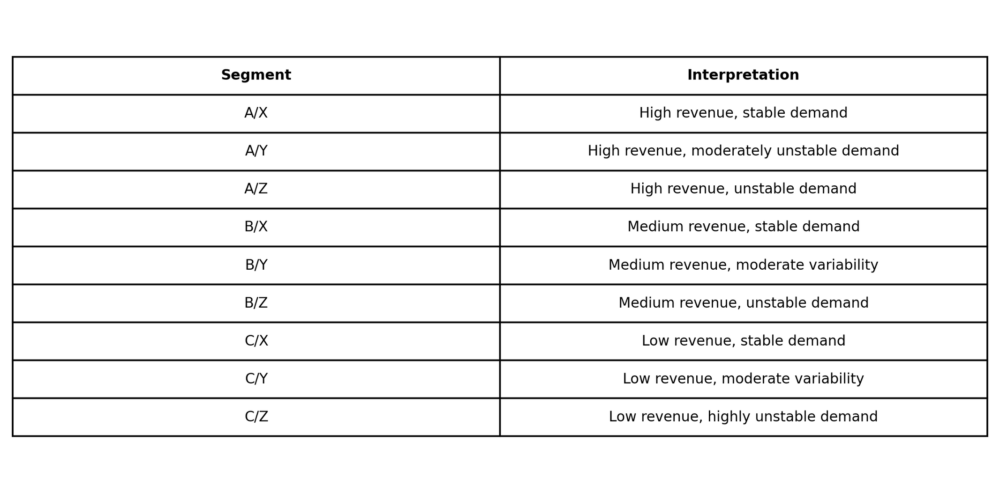 Segment Interpretation
A/X High revenue, stable demand
A/Y High revenue, moderately unstable demand
A/Z High revenue, unstable demand
B/X Medium revenue, stable demand
B/Y Medium revenue, moderate variability
B/Z Medium revenue, unstable demand
C/X Low revenue, stable demand
C/Y Low revenue, moderate variability
C/Z Low revenue, highly unstable demand